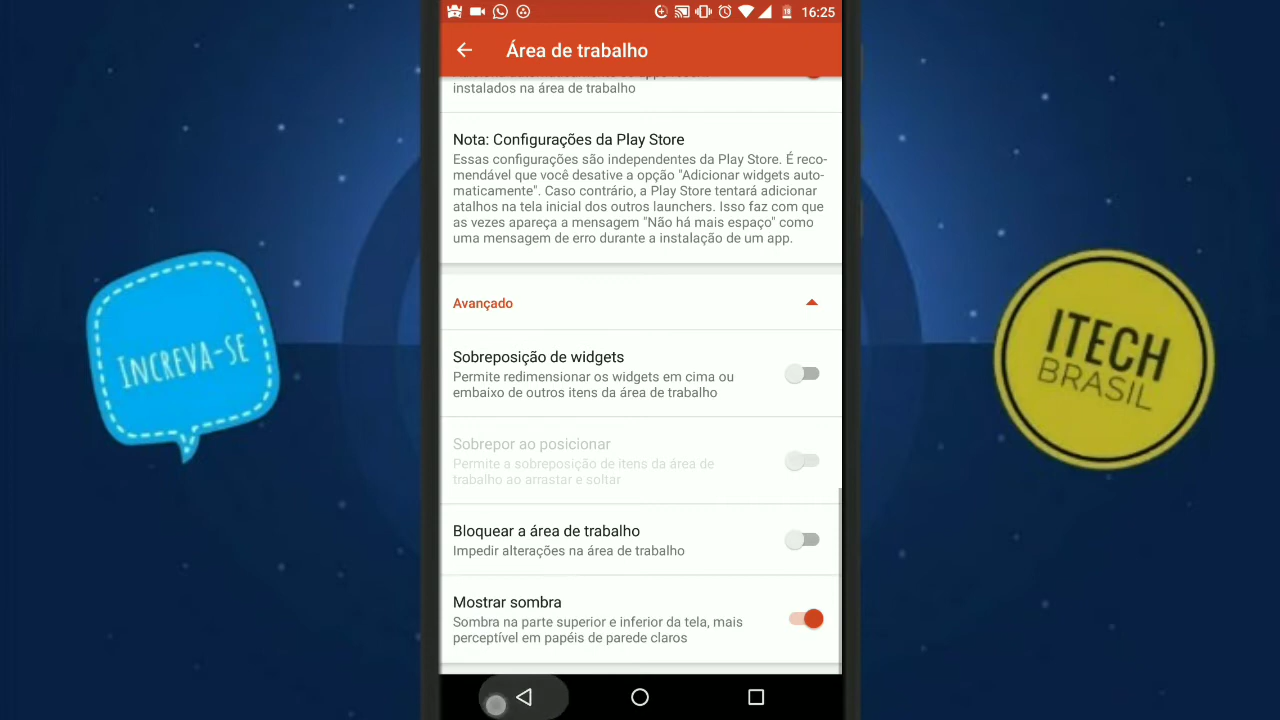 16:25
Área de trabalho
instalados na área de trabalho
Nota: Configurações da Play Store
Essas configurações são independentes da Play Store. É reco-
mendável que você desative a opção "Adicionar widgets auto-
maticamente". Caso contrário, a Play Store tentará adicionar
atalhos na tela inicial dos outros launchers. Isso faz com que
as vezes apareça a mensagem "Não há mais espaço" como
uma mensagem de erro durante a instalação de um app.
Avançado
Sobreposição de widgets
Permite redimensionar os widgets em cima ou
embaixo de outros itens da área de trabalho
Sobrepor ao posicionar
Permite a sobreposição de itens da área de
trabalho ao arrastar e soltar
Bloquear a área de trabalho
Impedir alterações na área de trabalho
Mostrar sombra
Sombra na parte superior e inferior da tela, mais
perceptível em papéis de parede claros
INCREVA-SE
ITECH
BRASIL